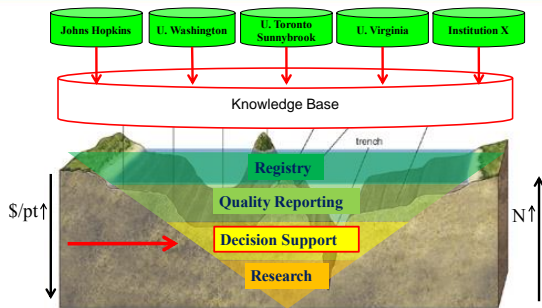 Johns Hopkins
U. Washington
U. Toronto
Sunnybrook
U. Virginia
Institution X
Knowledge Base
trench
Registry
Quality Reporting
$/pt↑
N↑
Decision Support
Research